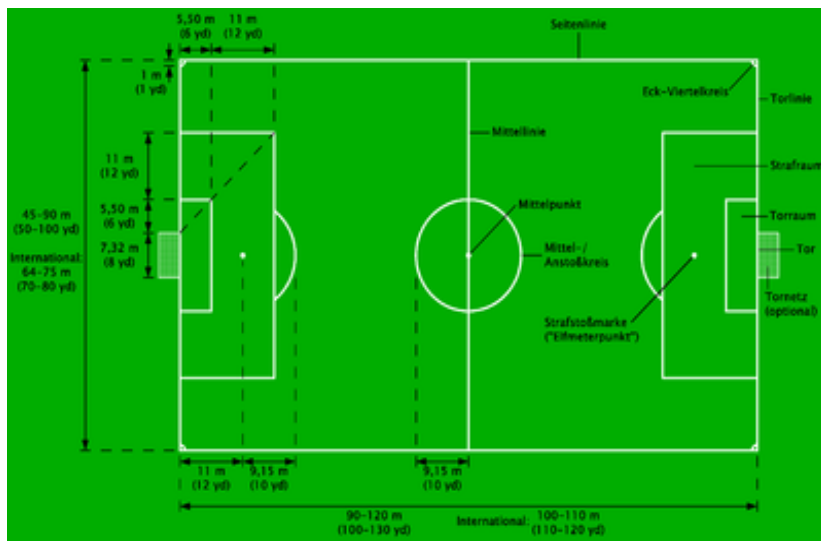 5,50 m
(6 yd)
11 m
(12 yd)
Seitenlinie
1 m
(1 yd)
Eck-Viertelkreis
Torlinie
Mittellinie
11 m
(12 yd)
Strafraum
5,50 m
(6 yd)
Mittelpunkt
Torraum
45-90 m
(50-100 yd)
International:
64-75 m
(70-80 yd)
7,32 m
(8 yd)
Mittel-/
Anstoßkreis
Tor
Tornetz
(optional)
Strafstoßmarke
("Elfmeterpunkt")
11 m
(12 yd)
9,15 m
(10 yd)
9,15 m
(10 yd)
90-120 m
(100-130 yd)
International:
100-110 m
(110-120 yd)